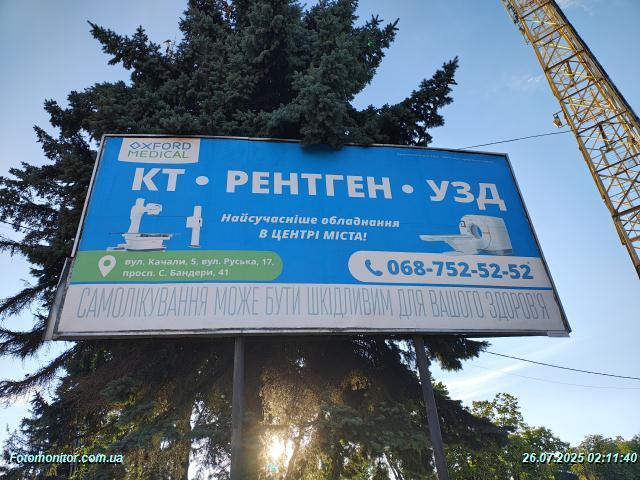 OXFORD
MEDICAL
КТ • РЕНТГЕН • УЗД
Найсучасніше обладнання
В ЦЕНТРІ МІСТА!
вул. Качали, 5, вул. Руська, 17,
просп. С. Бандери, 41
068-752-52-52
САМОЛІКУВАННЯ МОЖЕ БУТИ ШКІДЛИВИМ ДЛЯ ВАШОГО ЗДОРОВ'Я
Fotomonitor.com.ua
26.07.2025 02:11:40